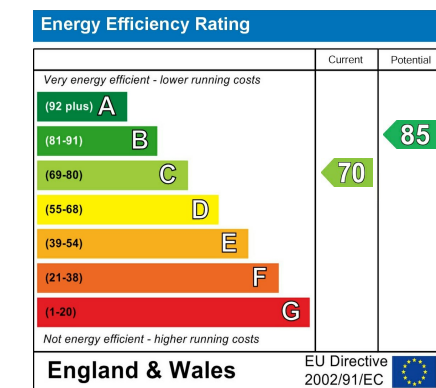 Energy Efficiency Rating
Current Potential
Very energy efficient - lower running costs
(92 plus) A
(81-91) B
85
(69-80) C
70
(55-68) D
(39-54) E
(21-38) F
(1-20) G
Not energy efficient - higher running costs
England & Wales
EU Directive
2002/91/EC